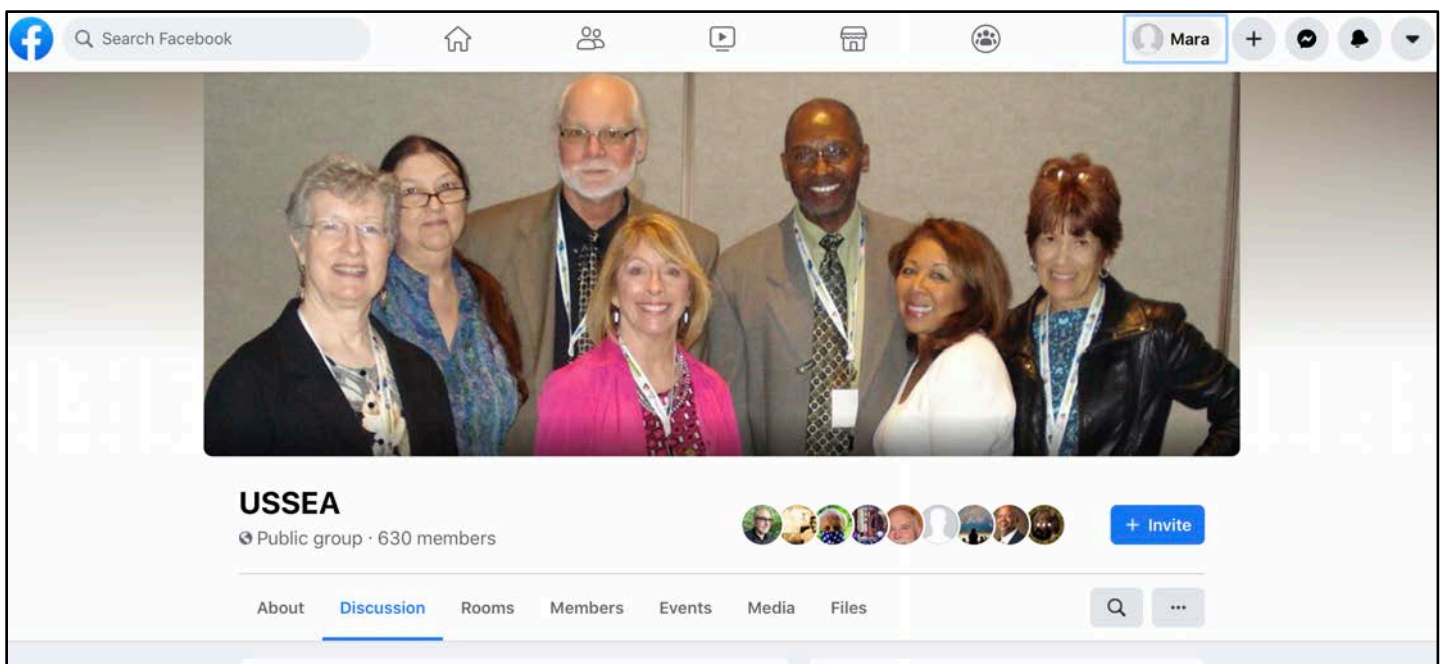 Search Facebook
Mara
USSEA
Public group · 630 members
+ Invite
About Discussion Rooms Members Events Media Files